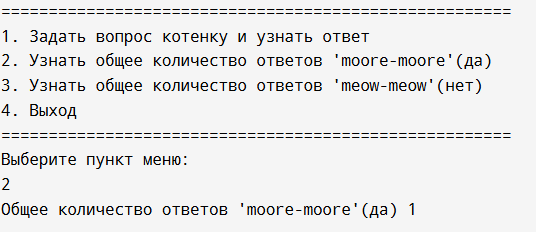 ======================================================
1. Задать вопрос котенку и узнать ответ
2. Узнать общее количество ответов 'moore-moore'(да)
3. Узнать общее количество ответов 'meow-meow'(нет)
4. Выход
======================================================
Выберите пункт меню:
2
Общее количество ответов 'moore-moore'(да) 1